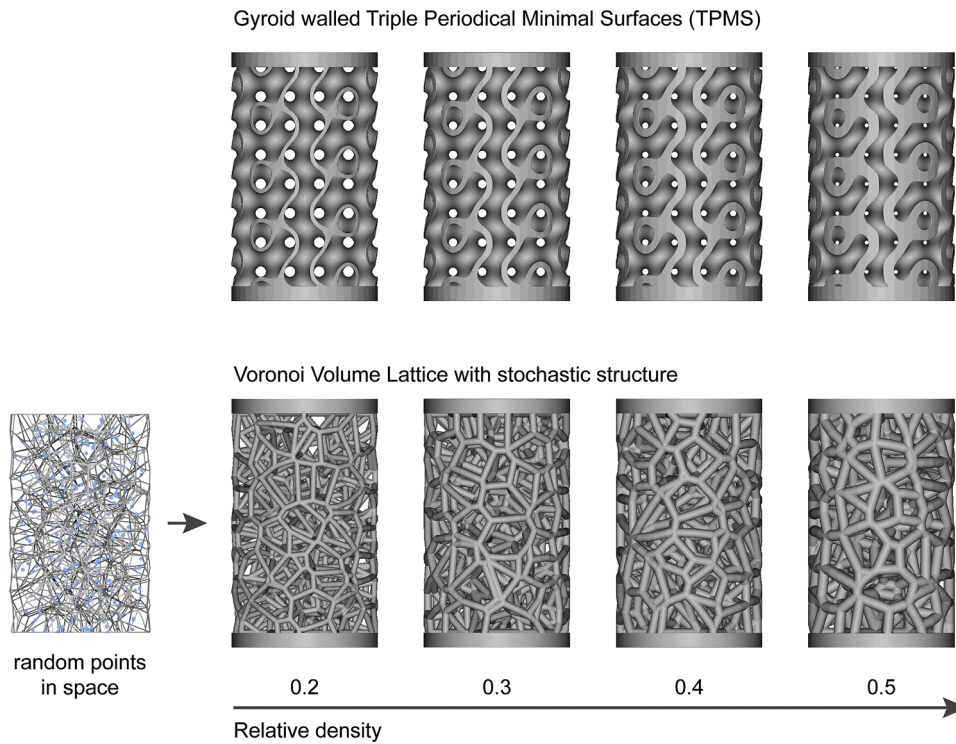 Gyroid walled Triple Periodical Minimal Surfaces (TPMS)
Voronoi Volume Lattice with stochastic structure
random points
in space
0.2 0.3 0.4 0.5
Relative density